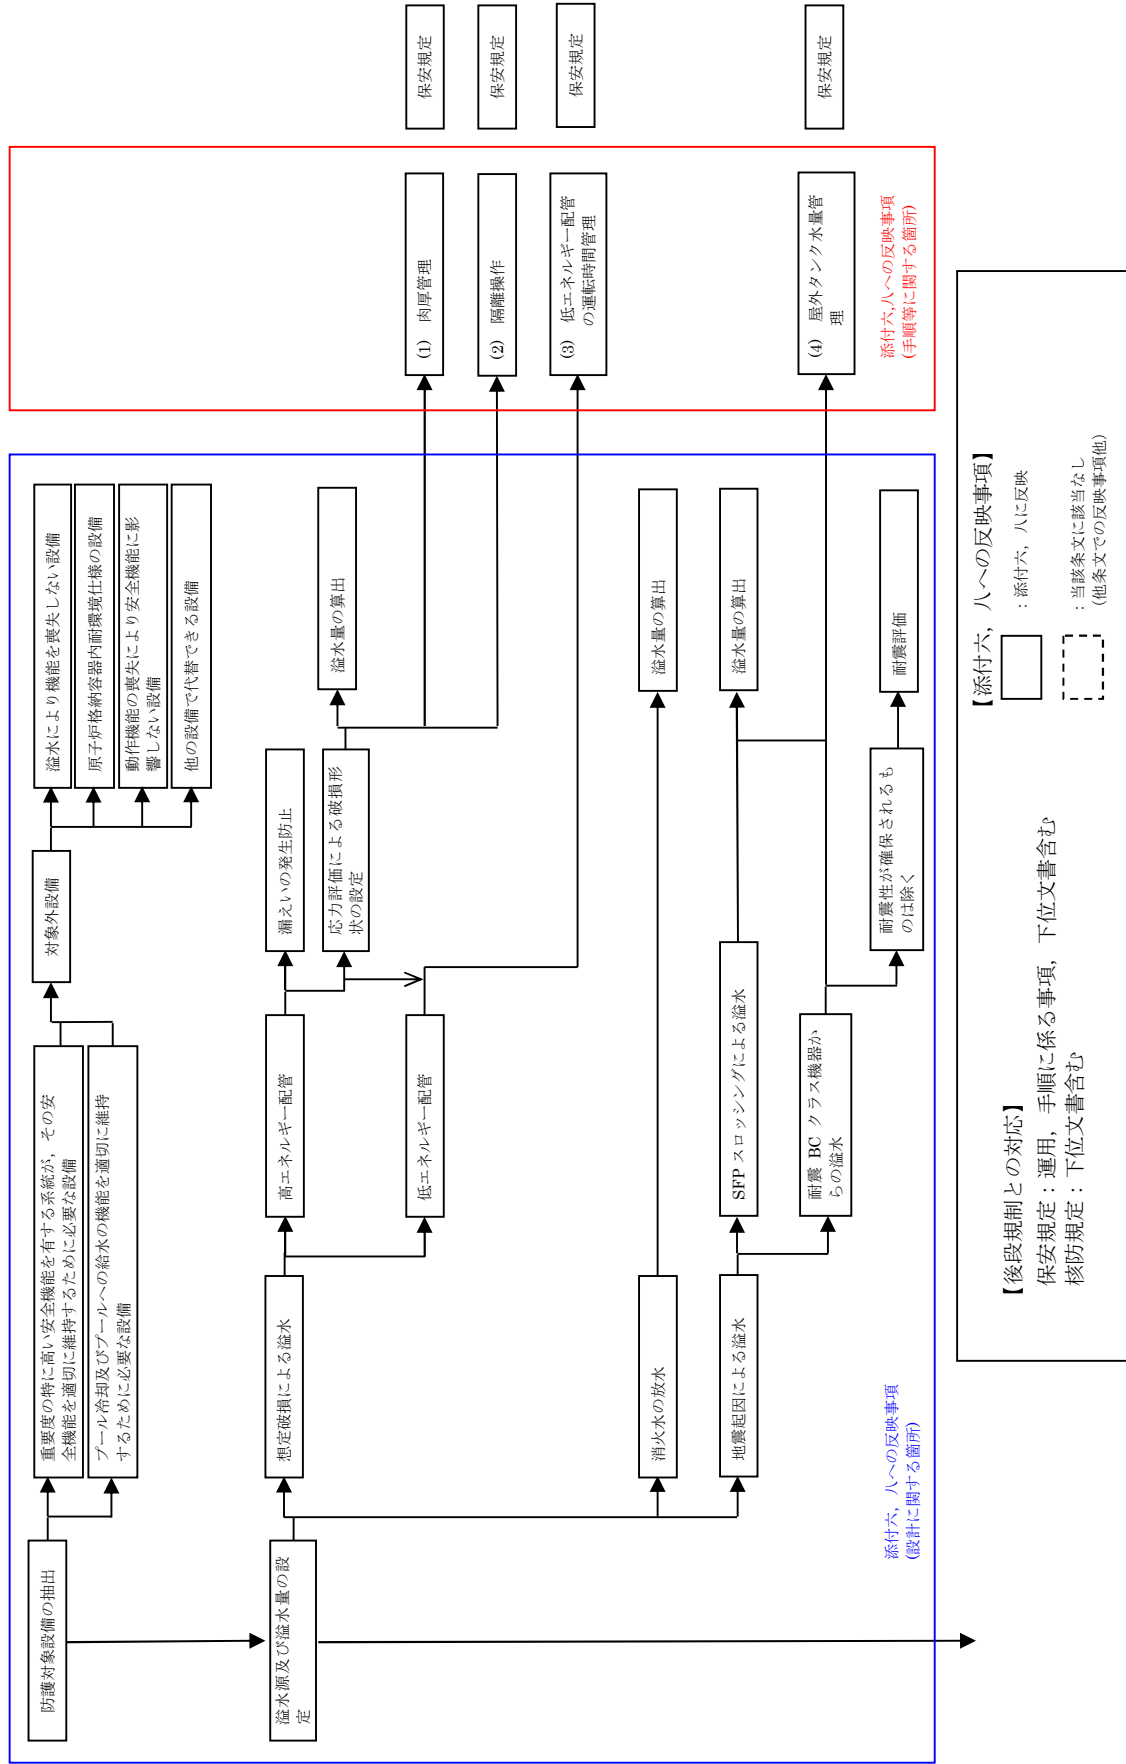 防護対象設備の抽出
重要度の特に高い安全機能を有する系統が，その安
全機能を適切に維持するために必要な設備
プール冷却及びプールへの給水の機能を適切に維持
するために必要な設備
対象外設備
溢水により機能を喪失しない設備
原子炉格納容器内耐環境仕様の設備
動作機能の喪失により安全機能に影
響しない設備
他の設備で代替できる設備
溢水源及び溢水量の設
定
想定破損による溢水
高エネルギー配管
漏えいの発生防止
応力評価による破損形
状の設定
溢水量の算出
低エネルギー配管
消火水の放水
溢水量の算出
地震起因による溢水
SFP スロッシングによる溢水
溢水量の算出
耐震 BC クラス機器か
らの溢水
耐震性が確保されるも
のは除く
耐震評価
添付六，八への反映事項
(設計に関する箇所)
(1) 肉厚管理
保安規定
(2) 隔離操作
保安規定
(3) 低エネルギー配管
の運転時間管理
保安規定
(4) 屋外タンク水量管
理
保安規定
添付六,八への反映事項
(手順等に関する箇所)
【後段規制との対応】
保安規定：運用，手順に係る事項，下位文書含む
核防規定：下位文書含む
【添付六，八への反映事項】
：添付六，八に反映
：当該条文に該当なし
(他条文での反映事項他)